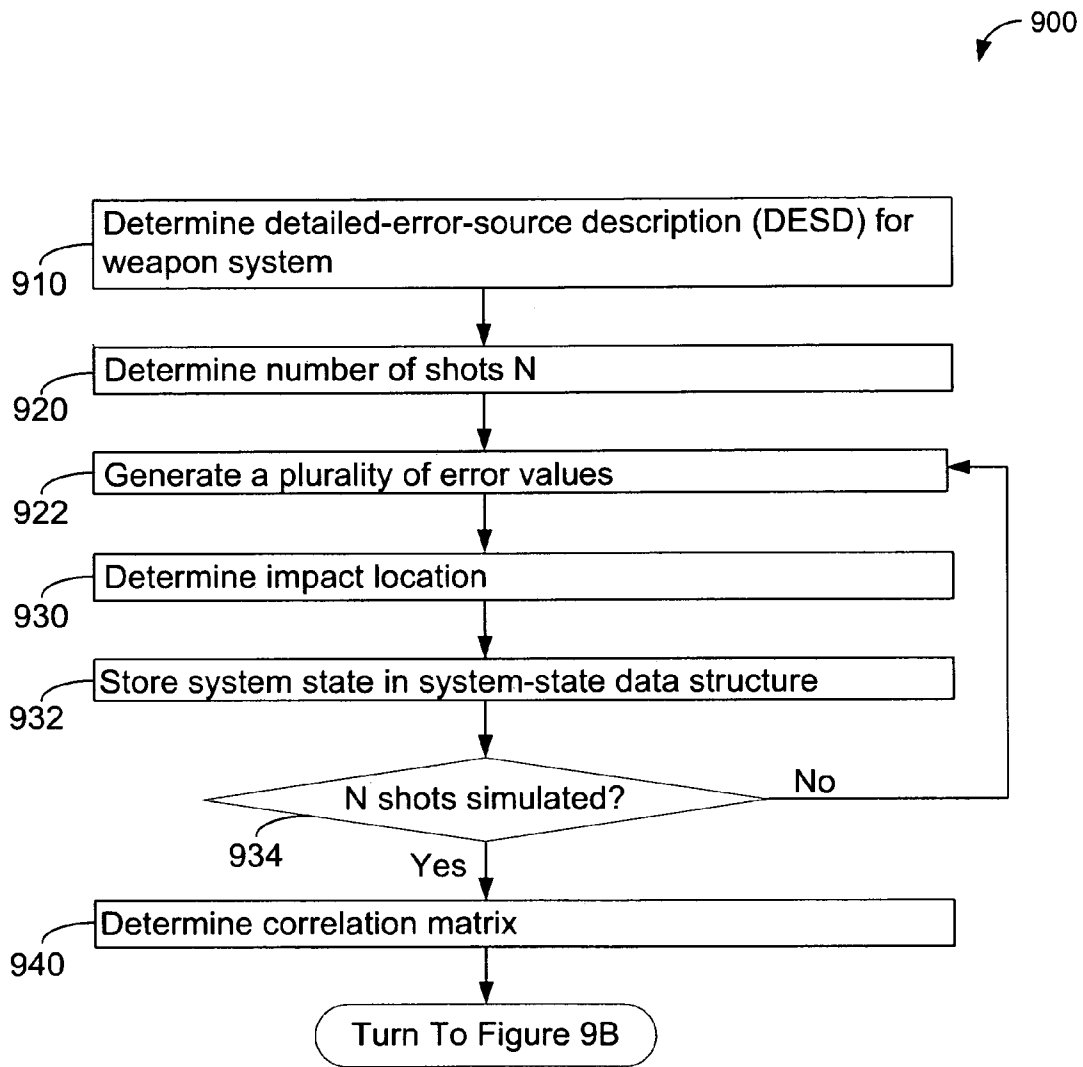 900
Determine detailed-error-source description (DESD) for
weapon system
910
Determine number of shots N
920
Generate a plurality of error values
922
Determine impact location
930
Store system state in system-state data structure
932
N shots simulated?
No
934
Yes
Determine correlation matrix
940
Turn To Figure 9B